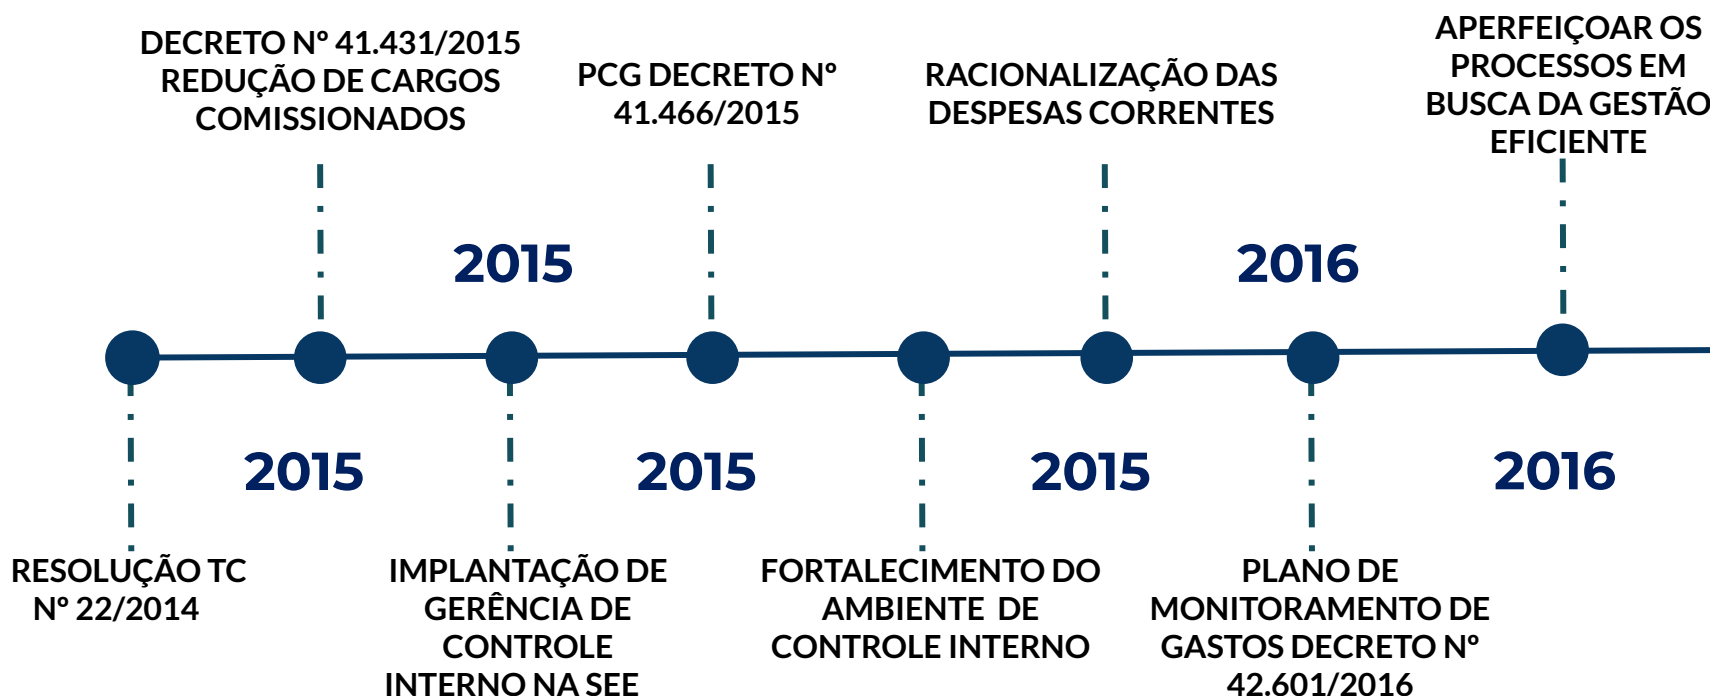 DECRETO Nº 41.431/2015
REDUÇÃO DE CARGOS
COMISSIONADOS
PCG DECRETO Nº
41.466/2015
RACIONALIZAÇÃO DAS
DESPESAS CORRENTES
APERFEIÇOAR OS
PROCESSOS EM
BUSCA DA GESTÃO
EFICIENTE
2015
2016
2015
2015
2015
2016
RESOLUÇÃO TC
Nº 22/2014
IMPLANTAÇÃO DE
GERÊNCIA DE
CONTROLE
INTERNO NA SEE
FORTALECIMENTO DO
AMBIENTE DE
CONTROLE INTERNO
PLANO DE
MONITORAMENTO DE
GASTOS DECRETO Nº
42.601/2016